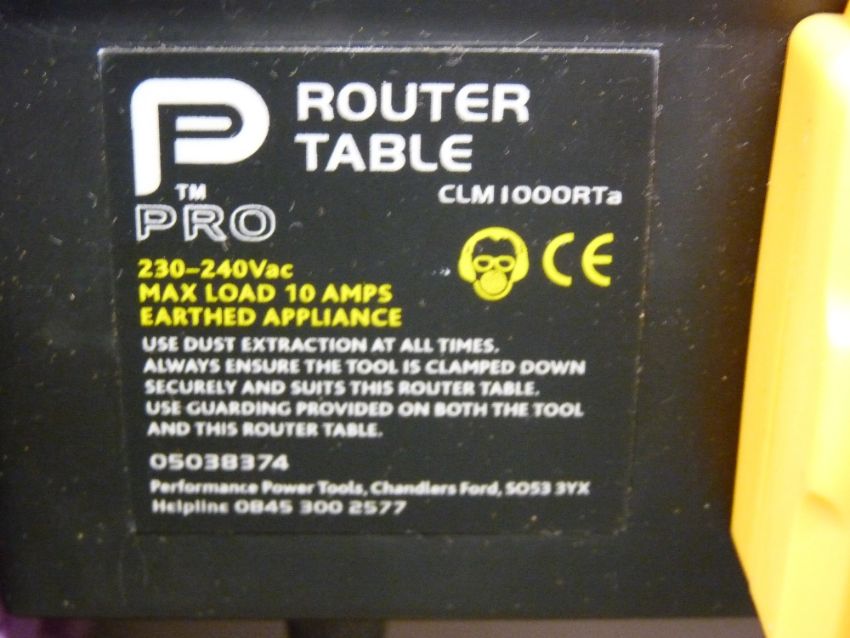 P
ROUTER
TABLE
TM
PRO
CLM1000RTa
CE
230-240Vac
MAX LOAD 10 AMPS
EARTHED APPLIANCE
USE DUST EXTRACTION AT ALL TIMES.
ALWAYS ENSURE THE TOOL IS CLAMPED DOWN
SECURELY AND SUITS THIS ROUTER TABLE.
USE GUARDING PROVIDED ON BOTH THE TOOL
AND THIS ROUTER TABLE.
05038374
Performance Power Tools, Chandlers Ford, SO53 3YX
Helpline 0845 300 2577